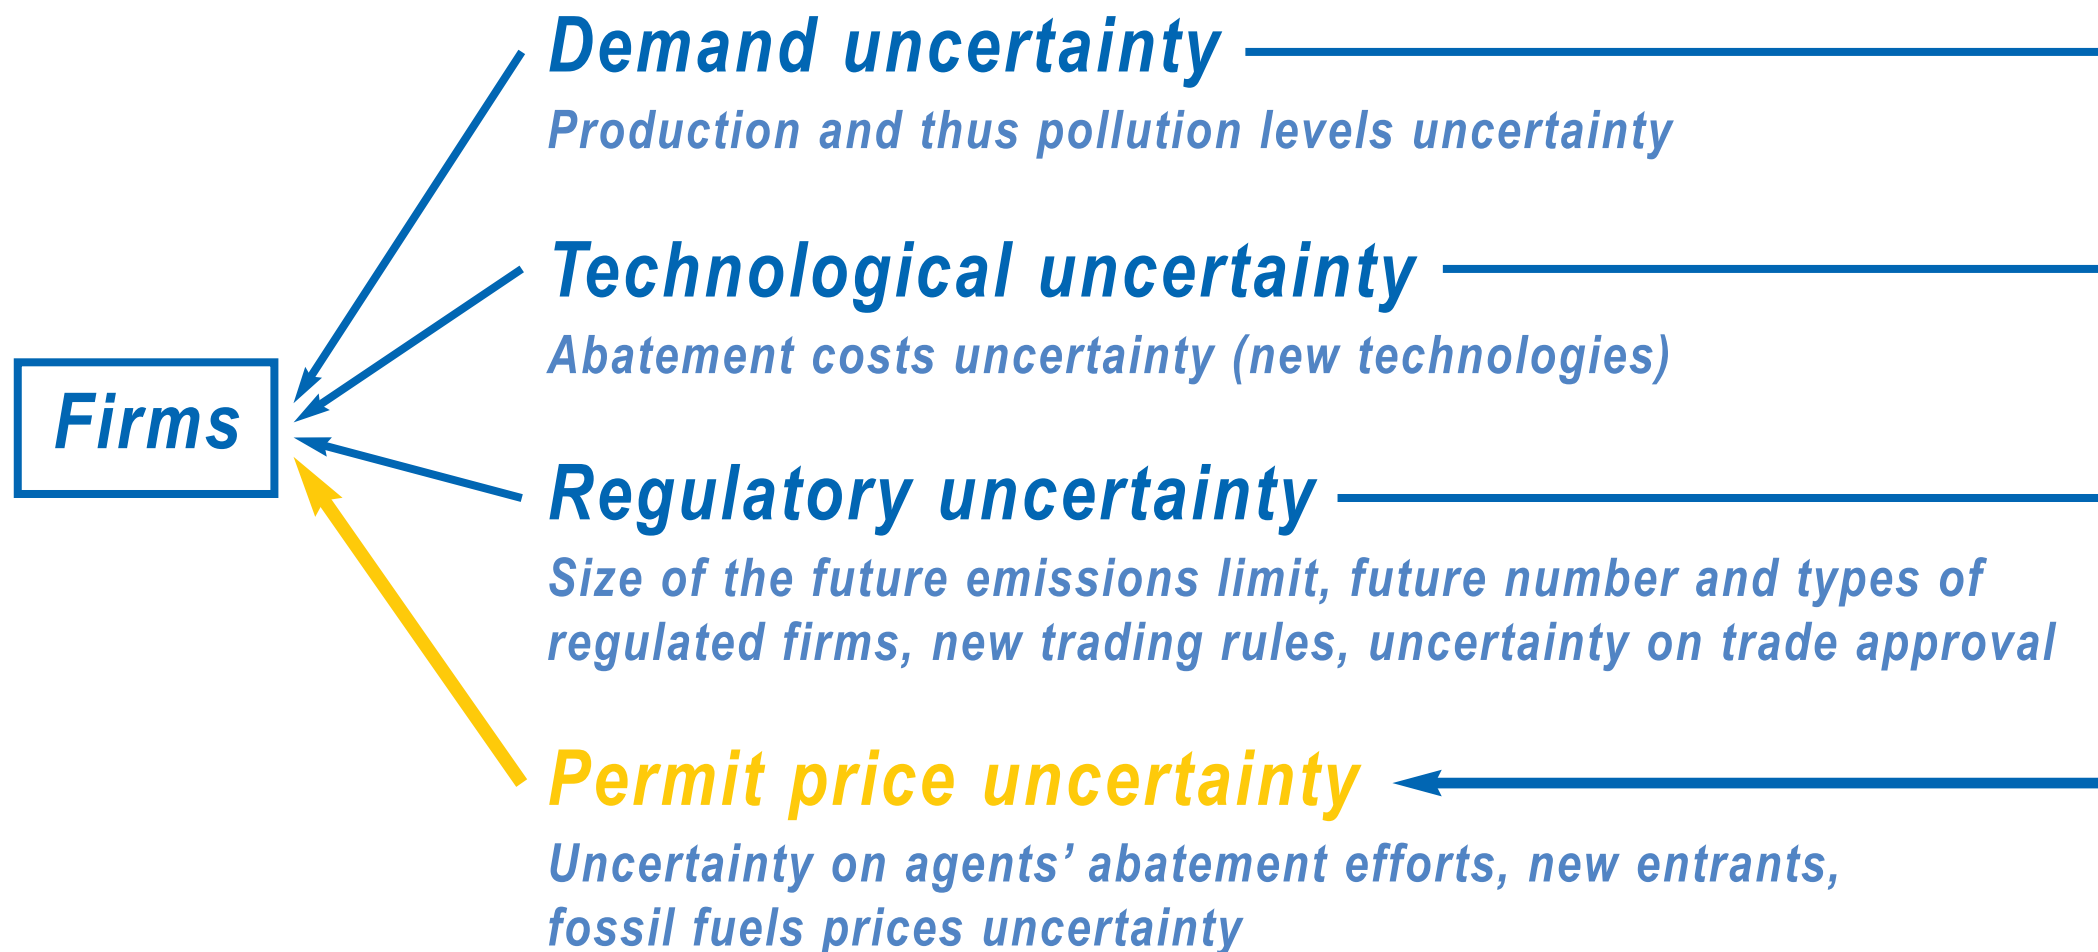 Demand uncertainty
Production and thus pollution levels uncertainty
Technological uncertainty
Abatement costs uncertainty (new technologies)
Firms
Regulatory uncertainty
Size of the future emissions limit, future number and types of
regulated firms, new trading rules, uncertainty on trade approval
Permit price uncertainty
Uncertainty on agents’ abatement efforts, new entrants,
fossil fuels prices uncertainty